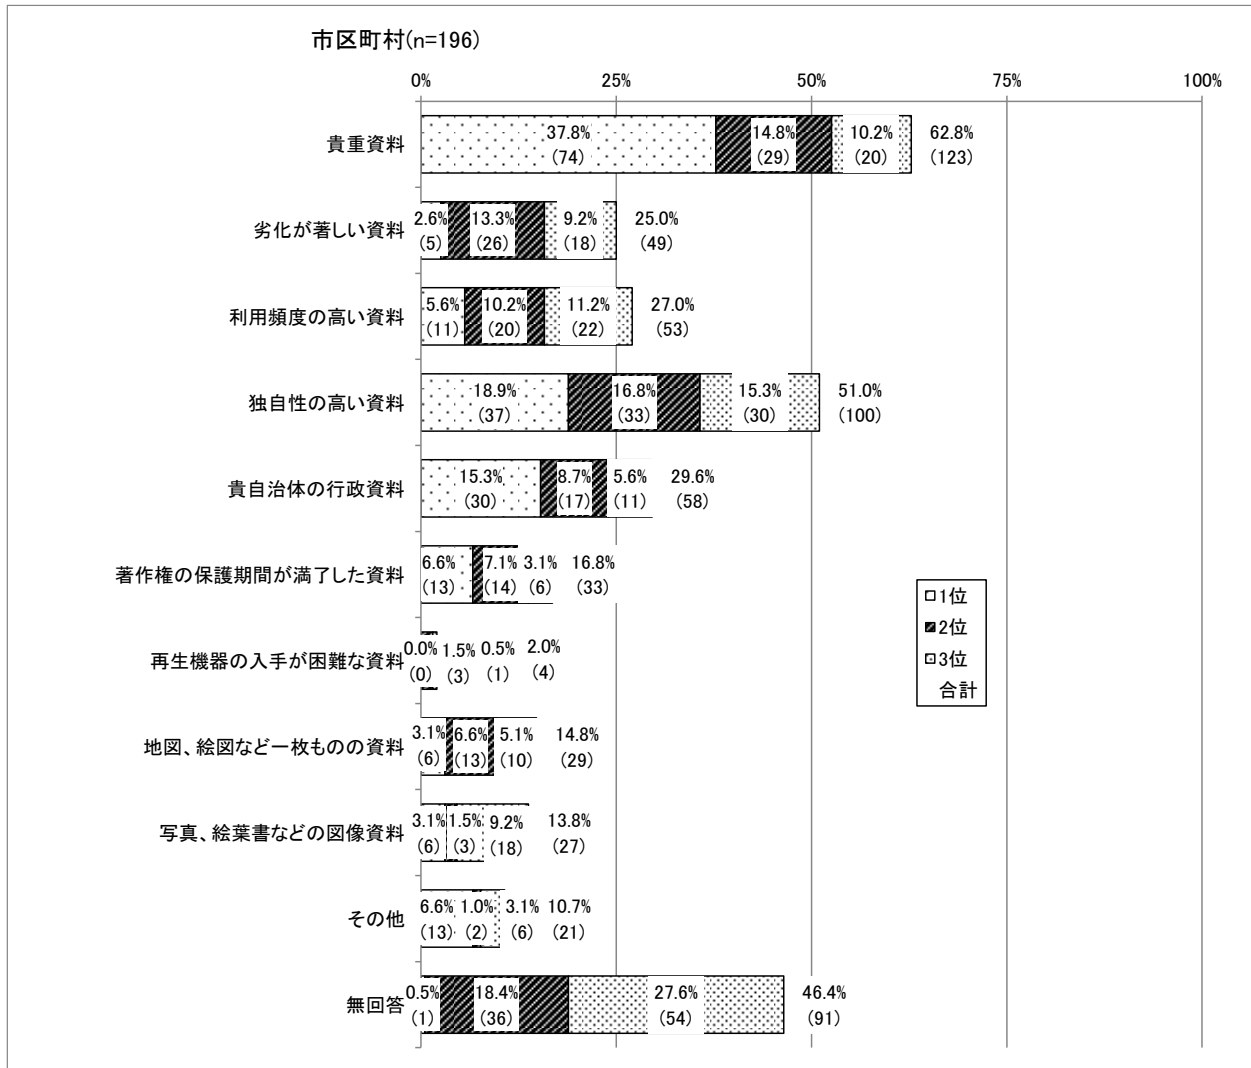 市区町村(n=196)
0% 25% 50% 75% 100%
貴重資料 37.8% 14.8% 10.2% 62.8%
(74) (29) (20) (123)
劣化が著しい資料 2.6% 13.3% 9.2% 25.0%
(5) (26) (18) (49)
利用頻度の高い資料 5.6% 10.2% 11.2% 27.0%
(11) (20) (22) (53)
独自性の高い資料 18.9% 16.8% 15.3% 51.0%
(37) (33) (30) (100)
貴自治体の行政資料 15.3% 8.7% 5.6% 29.6%
(30) (17) (11) (58)
著作権の保護期間が満了した資料 6.6% 7.1% 3.1% 16.8%
(13) (14) (6) (33)
再生機器の入手が困難な資料 0.0% 1.5% 0.5% 2.0%
(0) (3) (1) (4)
地図、絵図など一枚ものの資料 3.1% 6.6% 5.1% 14.8%
(6) (13) (10) (29)
写真、絵葉書などの図像資料 3.1% 1.5% 9.2% 13.8%
(6) (3) (18) (27)
その他 6.6% 1.0% 3.1% 10.7%
(13) (2) (6) (21)
無回答 0.5% 18.4% 27.6% 46.4%
(1) (36) (54) (91)
1位
2位
3位
合計